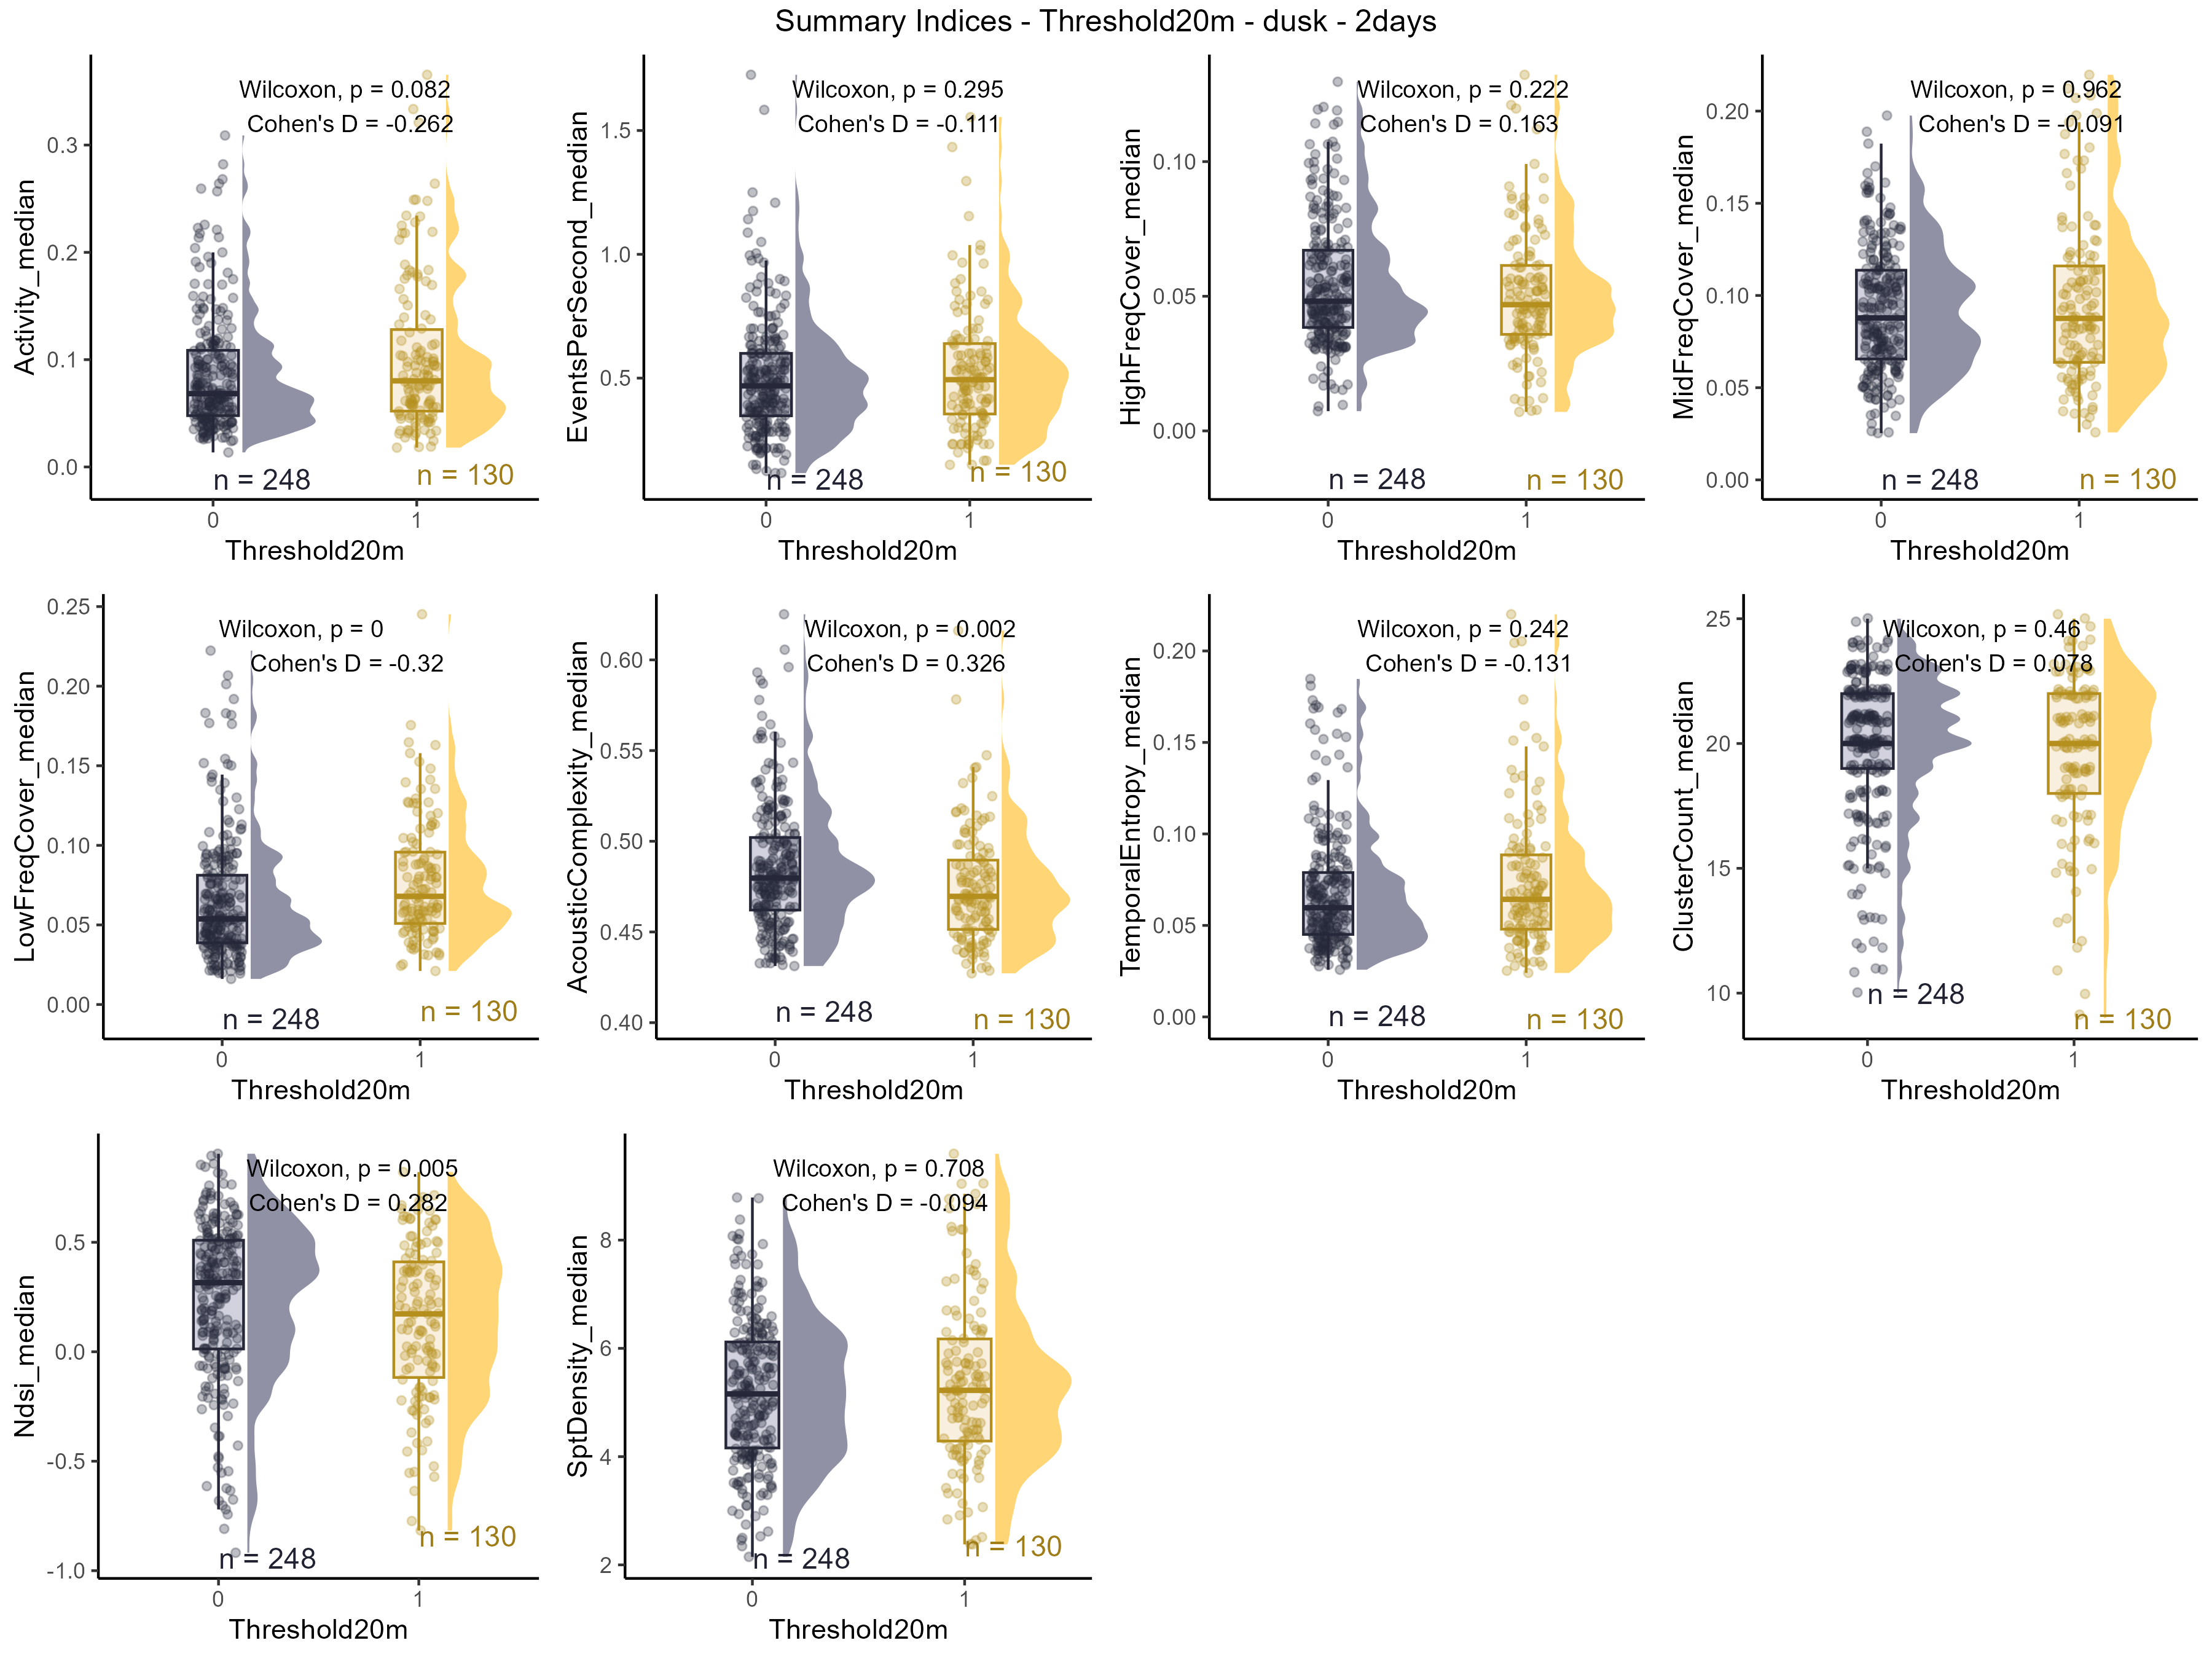 Summary Indices - Threshold20m - dusk - 2days
Activity_median
0.3
0.2
0.1
0.0
Wilcoxon, p = 0.082
Cohen's D = -0.262
n = 248
n = 130
0
1
Threshold20m
EventsPerSecond_median
1.5
1.0
0.5
Wilcoxon, p = 0.295
Cohen's D = -0.111
n = 248
n = 130
0
1
Threshold20m
HighFreqCover_median
0.10
0.05
0.00
Wilcoxon, p = 0.222
Cohen's D = 0.163
n = 248
n = 130
0
1
Threshold20m
MidFreqCover_median
0.20
0.15
0.10
0.05
0.00
Wilcoxon, p = 0.962
Cohen's D = -0.091
n = 248
n = 130
0
1
Threshold20m
LowFreqCover_median
0.25
0.20
0.15
0.10
0.05
0.00
Wilcoxon, p = 0
Cohen's D = -0.32
n = 248
n = 130
0
1
Threshold20m
AcousticComplexity_median
0.60
0.55
0.50
0.45
0.40
Wilcoxon, p = 0.002
Cohen's D = 0.326
n = 248
n = 130
0
1
Threshold20m
TemporalEntropy_median
0.20
0.15
0.10
0.05
0.00
Wilcoxon, p = 0.242
Cohen's D = -0.131
n = 248
n = 130
0
1
Threshold20m
ClusterCount_median
25
20
15
10
Wilcoxon, p = 0.46
Cohen's D = 0.078
n = 248
n = 130
0
1
Threshold20m
Ndsi_median
0.5
0.0
-0.5
-1.0
Wilcoxon, p = 0.005
Cohen's D = 0.282
n = 248
n = 130
0
1
Threshold20m
SptDensity_median
8
6
4
2
Wilcoxon, p = 0.708
Cohen's D = -0.094
n = 248
n = 130
0
1
Threshold20m